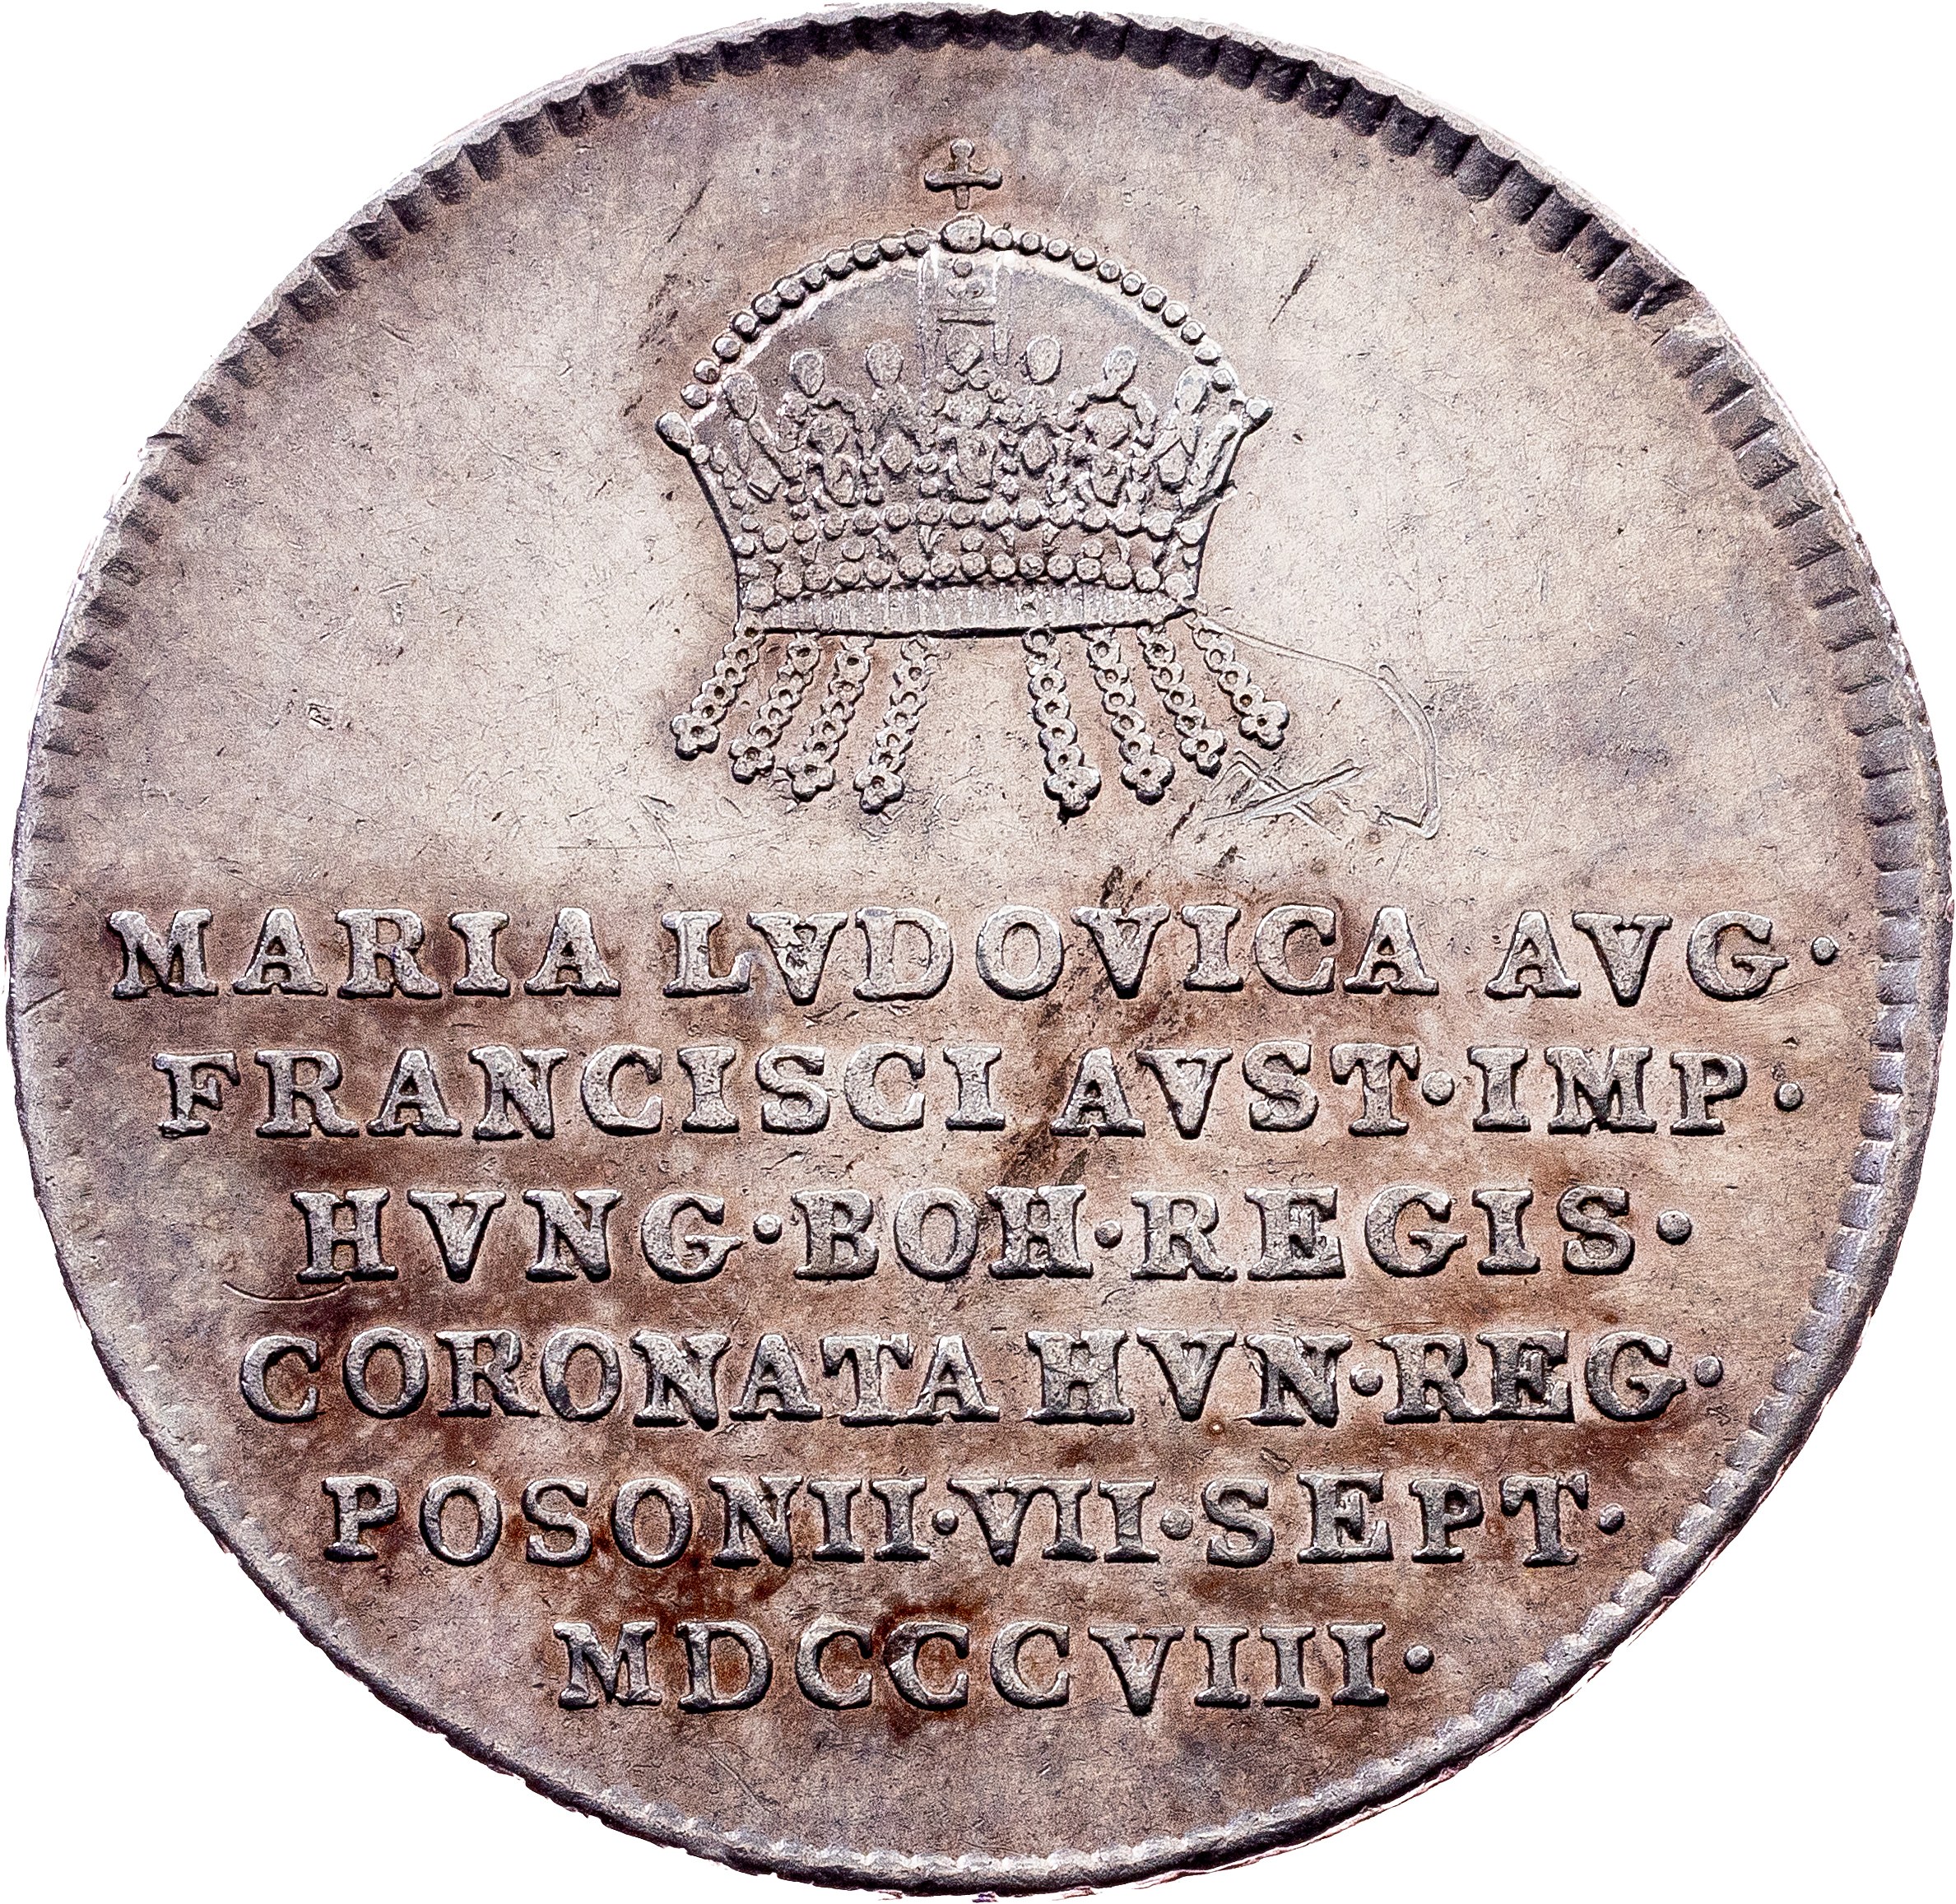 MARIA LVDOVICA AVG·
FRANCISCI AVST·IMP·
HVNG·BOH·REGIS·
CORONATA HVN·REG·
POSONII·VII·SEPT·
MDCCCVIII·